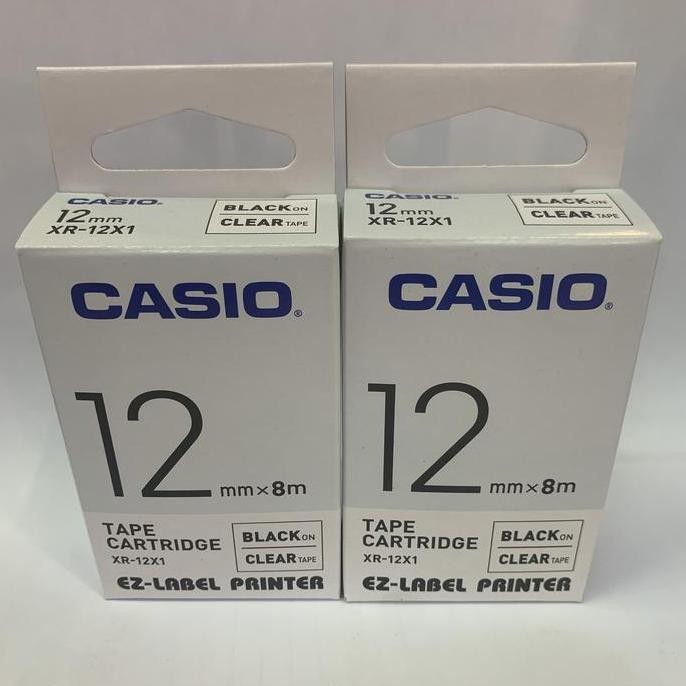 CASIO.
12mm
XR-12X1
BLACK ON
CLEAR TAPE
CASIO®
12 mm×8m
TAPE
CARTRIDGE
XR-12X1
BLACK ON
CLEAR TAPE
EZ-LABEL PRINTER
CASIO.
12mm
XR-12X1
BLACK ON
CLEAR TAPE
CASIO®
12 mm×8m
TAPE
CARTRIDGE
XR-12X1
BLACK ON
CLEAR TAPE
EZ-LABEL PRINTER